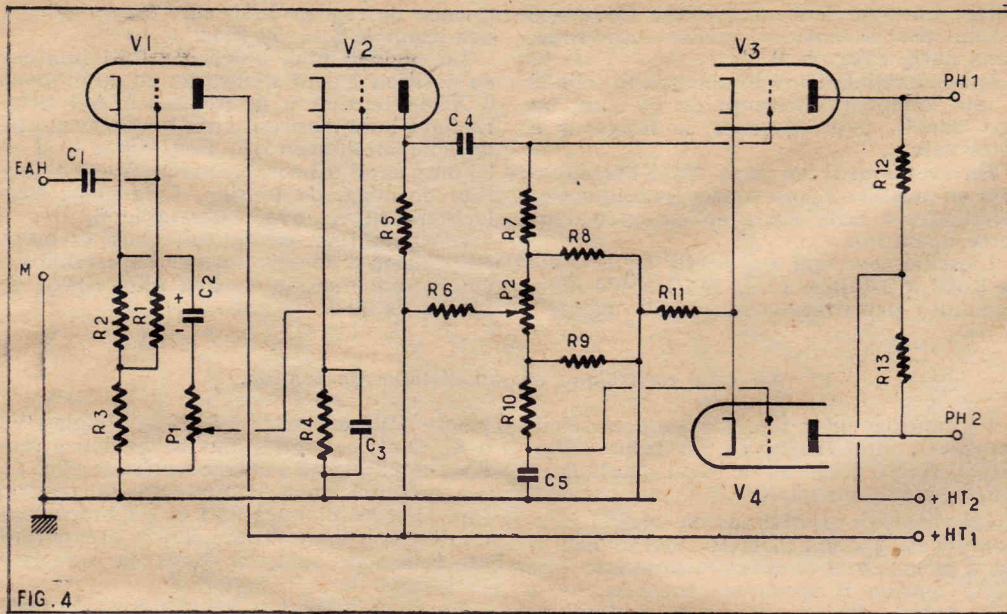 V1
V2
V3
C4
PH1
C1
EAH
R12
R5
R7
R8
M
R2
R1
+
C2
-
R6
P2
R11
R9
R13
R3
P1
R4
C3
R10
PH2
C5
V4
+ HT2
+ HT1
FIG. 4